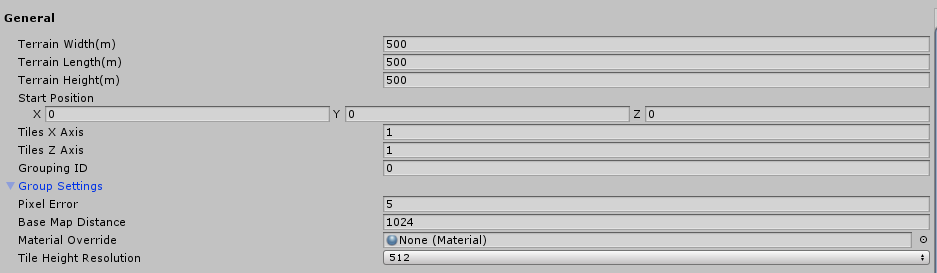 General
Terrain Width(m) 500
Terrain Length(m) 500
Terrain Height(m) 500
Start Position
X 0 Y 0 Z 0
Tiles X Axis 1
Tiles Z Axis 1
Grouping ID 0
Group Settings
Pixel Error 5
Base Map Distance 1024
Material Override None (Material)
Tile Height Resolution 512